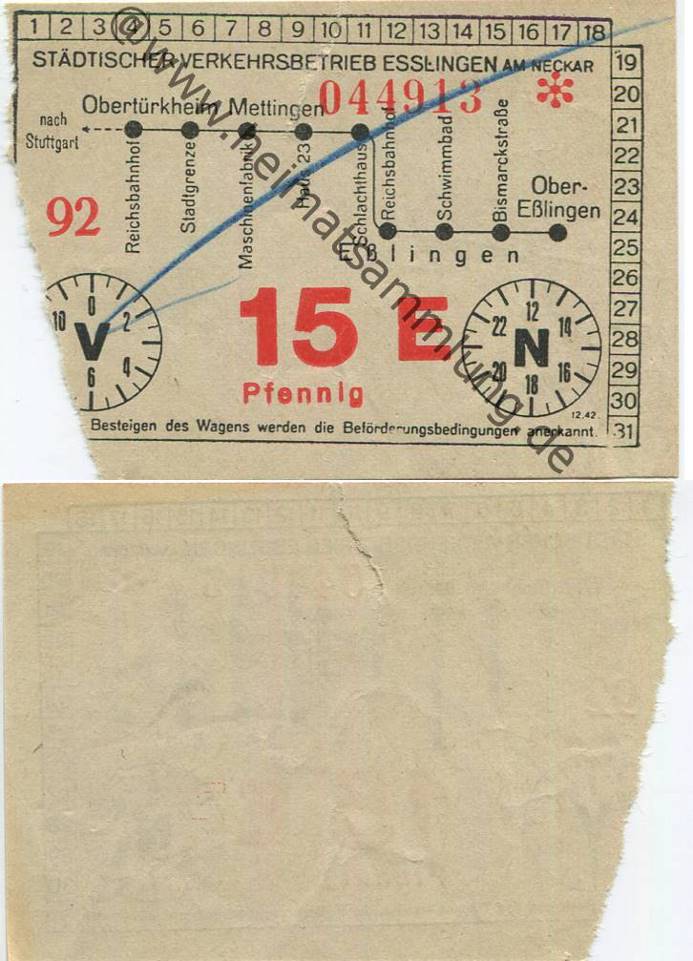 1 2 3 4 5 6 7 8 9 10 11 12 13 14 15 16 17 18
STÄDTISCHER VERKEHRSBETRIEB ESSLINGEN AM NECKAR
19
20
21
22
23
24
25
26
27
28
29
30
31
Obertürkheim Mettingen
044913
nach
Stuttgart
Reichsbahnhof
Stadtgrenze
Maschinenfabrik
Haus 23
Schlachthaus
Reichsbahnhof
Schwimmbad
Bismarckstraße
Ober-
Eßlingen
Eßlingen
92
0
2
4
6
10
V
15 E
Pfennig
12
14
16
18
20
22
N
12.42.
Besteigen des Wagens werden die Beförderungsbedingungen anerkannt.
@www.heimatsammlung.de